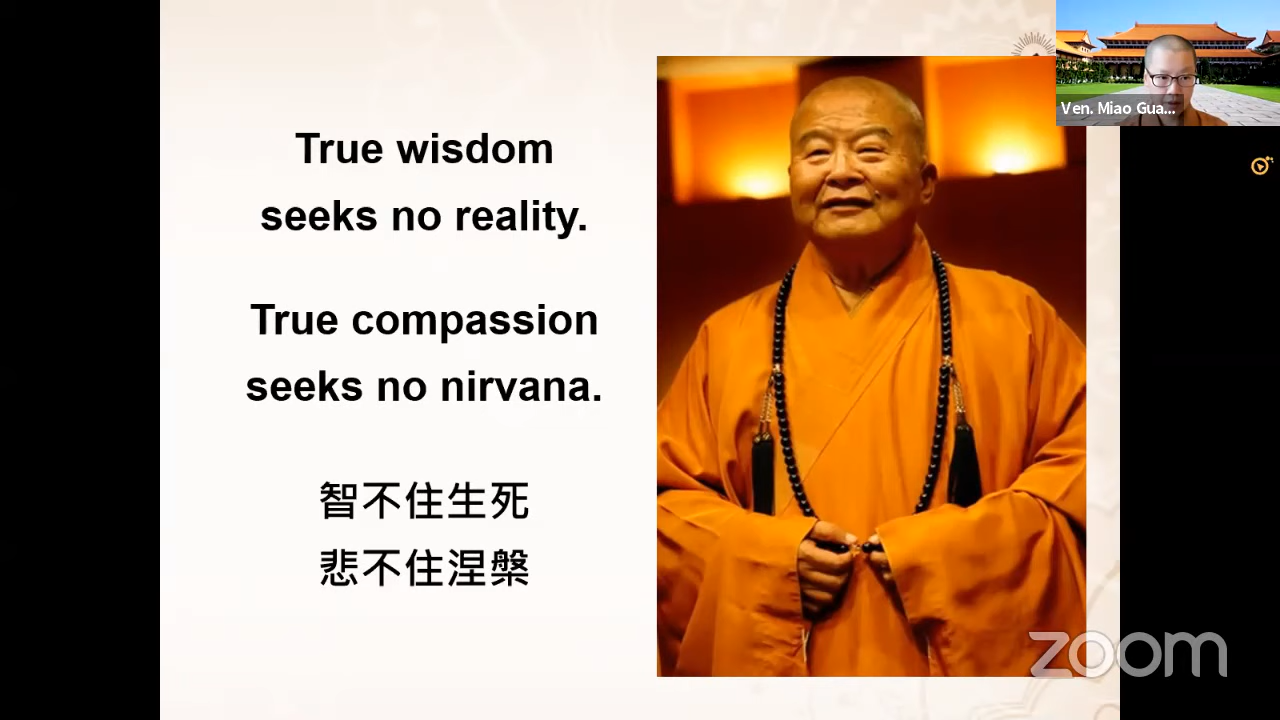 True wisdom
seeks no reality.
True compassion
seeks no nirvana.
智不住生死
悲不住涅槃
Ven. Miao Gua...
zoom